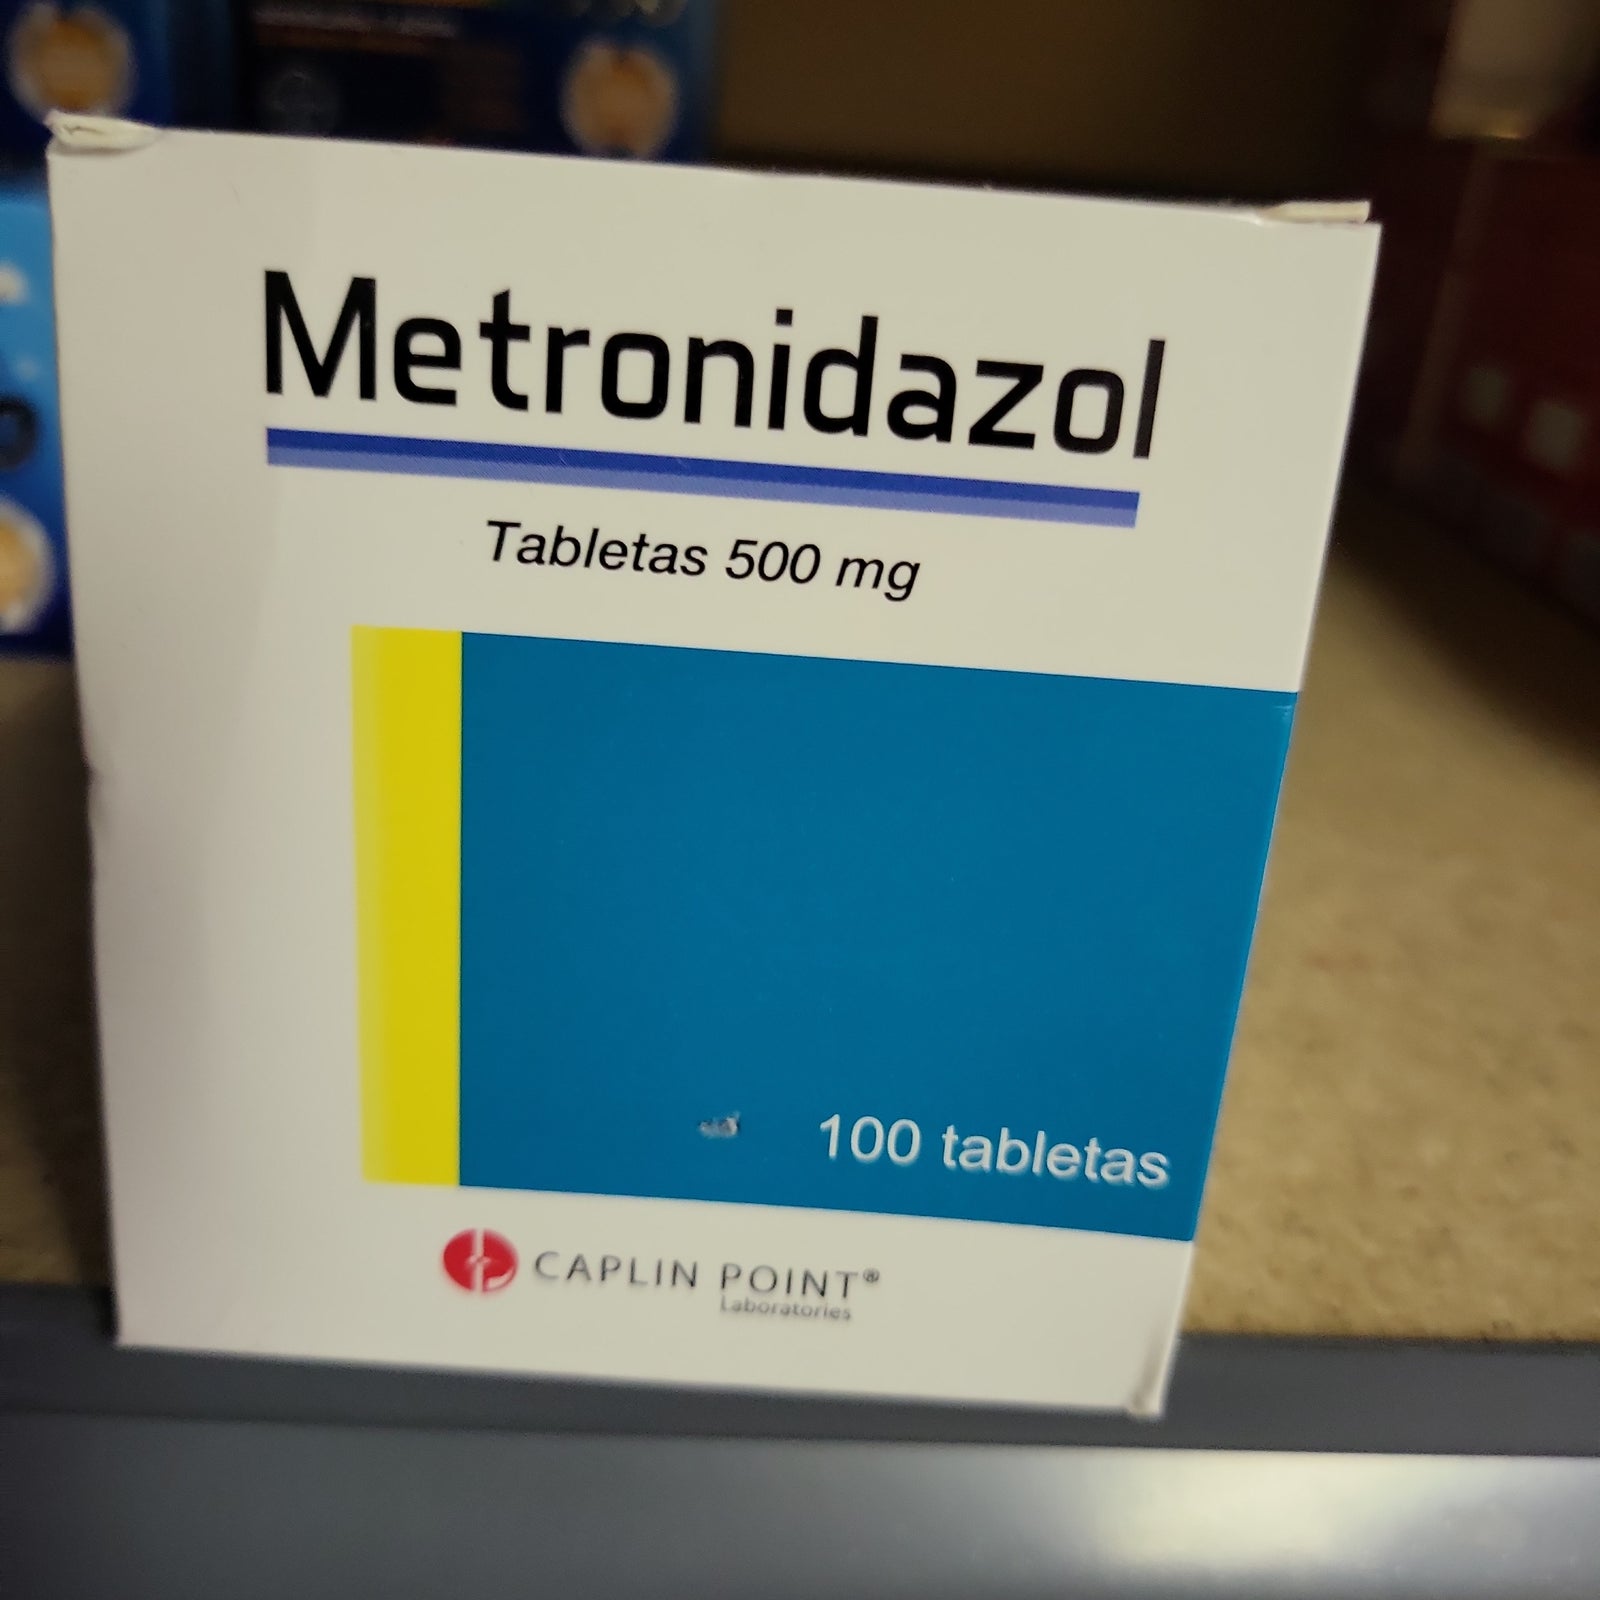 Metronidazol
Tabletas 500 mg
100 tabletas
CAPLIN POINT®
Laboratories